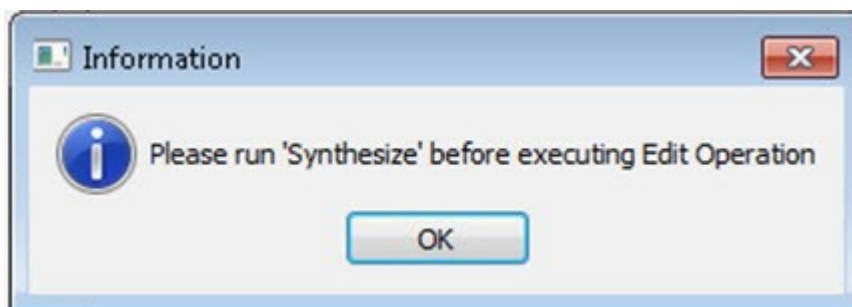 Information
Please run 'Synthesize' before executing Edit Operation
OK